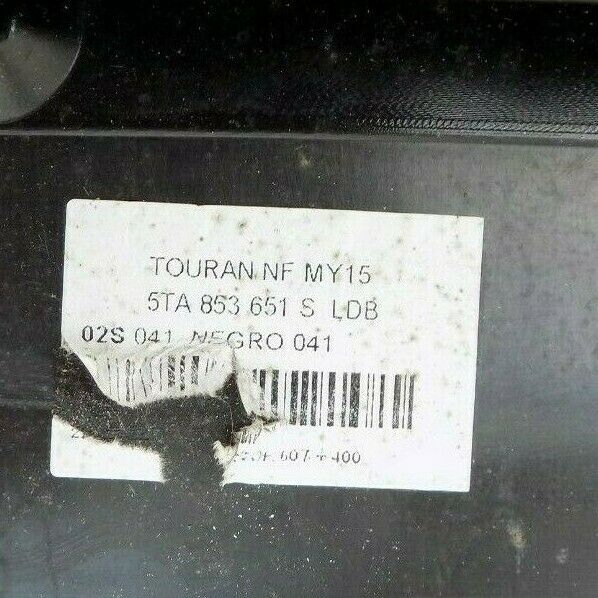 TOURAN NF MY15
5TA 853 651 S LDB
02S 041 NEGRO 041